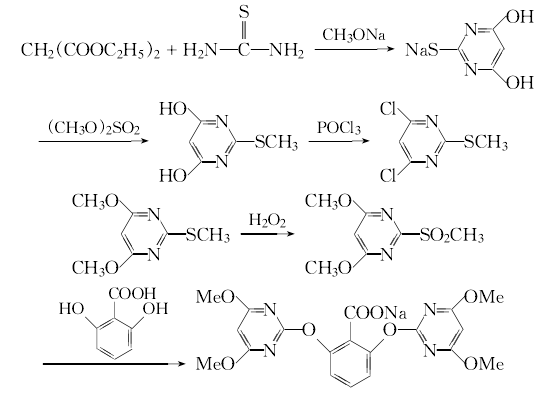 S
CH2(COOC2H5)2 + H2N—C—NH2 CH3ONa NaS N N OH OH
(CH3O)2SO2 HO HO N N SCH3 POCl3 Cl Cl N N SCH3
CH3O CH3O N N SCH3 H2O2 CH3O CH3O N N SO2CH3
HO COOH OH MeO MeO N N O COONa O N N OMe OMe